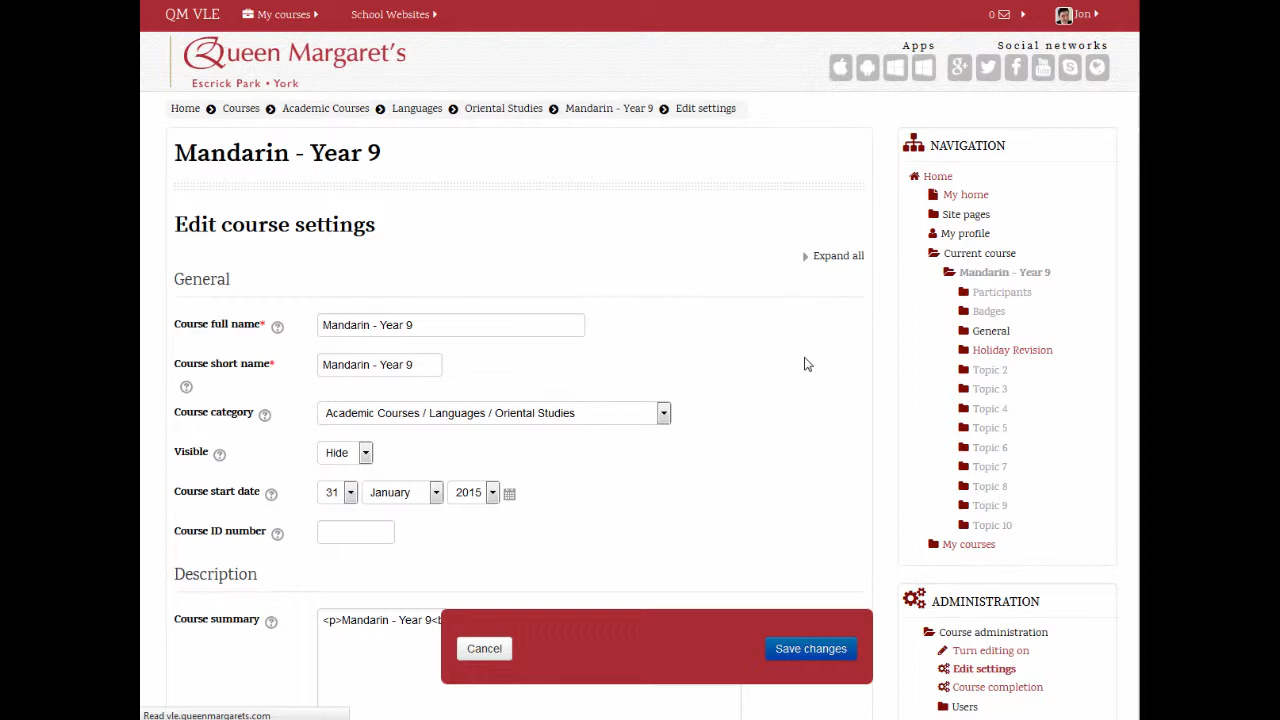 QM VLE My courses School Websites 0 Jon
Queen Margaret's
Escrick Park • York
Apps Social networks
Home Courses Academic Courses Languages Oriental Studies Mandarin - Year 9 Edit settings
Mandarin - Year 9
Edit course settings
Expand all
General
Course full name* Mandarin - Year 9
Course short name* Mandarin - Year 9
Course category Academic Courses / Languages / Oriental Studies
Visible Hide
Course start date 31 January 2015
Course ID number
Description
Course summary <p>Mandarin - Year 9<b
Cancel Save changes
NAVIGATION
Home
My home
Site pages
My profile
Current course
Mandarin - Year 9
Participants
Badges
General
Holiday Revision
Topic 2
Topic 3
Topic 4
Topic 5
Topic 6
Topic 7
Topic 8
Topic 9
Topic 10
My courses
ADMINISTRATION
Course administration
Turn editing on
Edit settings
Course completion
Users
Read vle.queenmargarets.com